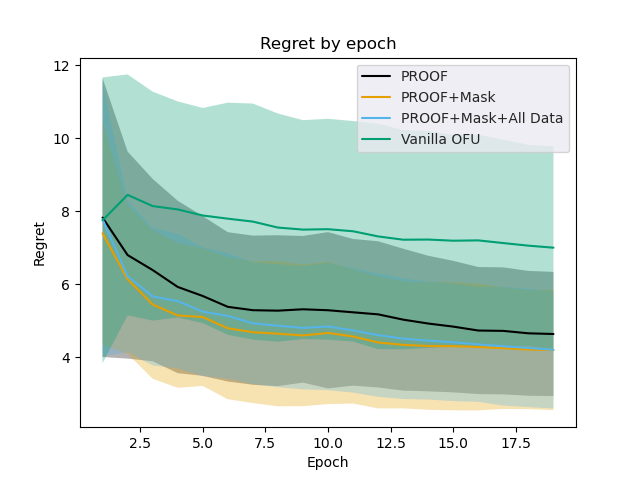 Regret by epoch
12
10
8
6
4
Regret
PROOF
PROOF+Mask
PROOF+Mask+All Data
Vanilla OFU
2.5 5.0 7.5 10.0 12.5 15.0 17.5
Epoch